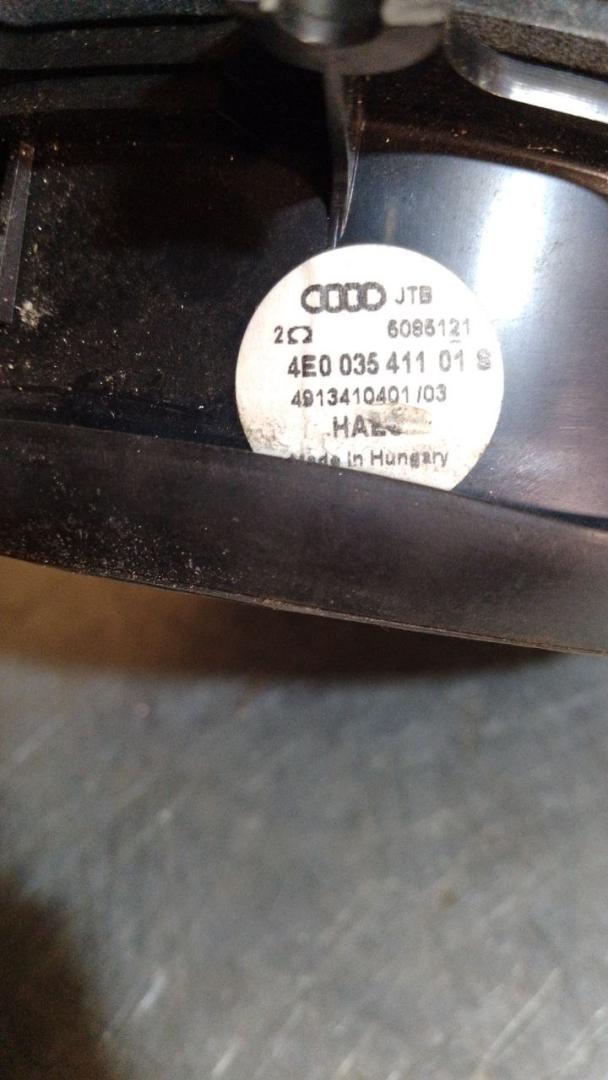 JTB
2Ω 6085121
4E0 035 411 01 S
4913410401 /03
Made in Hungary